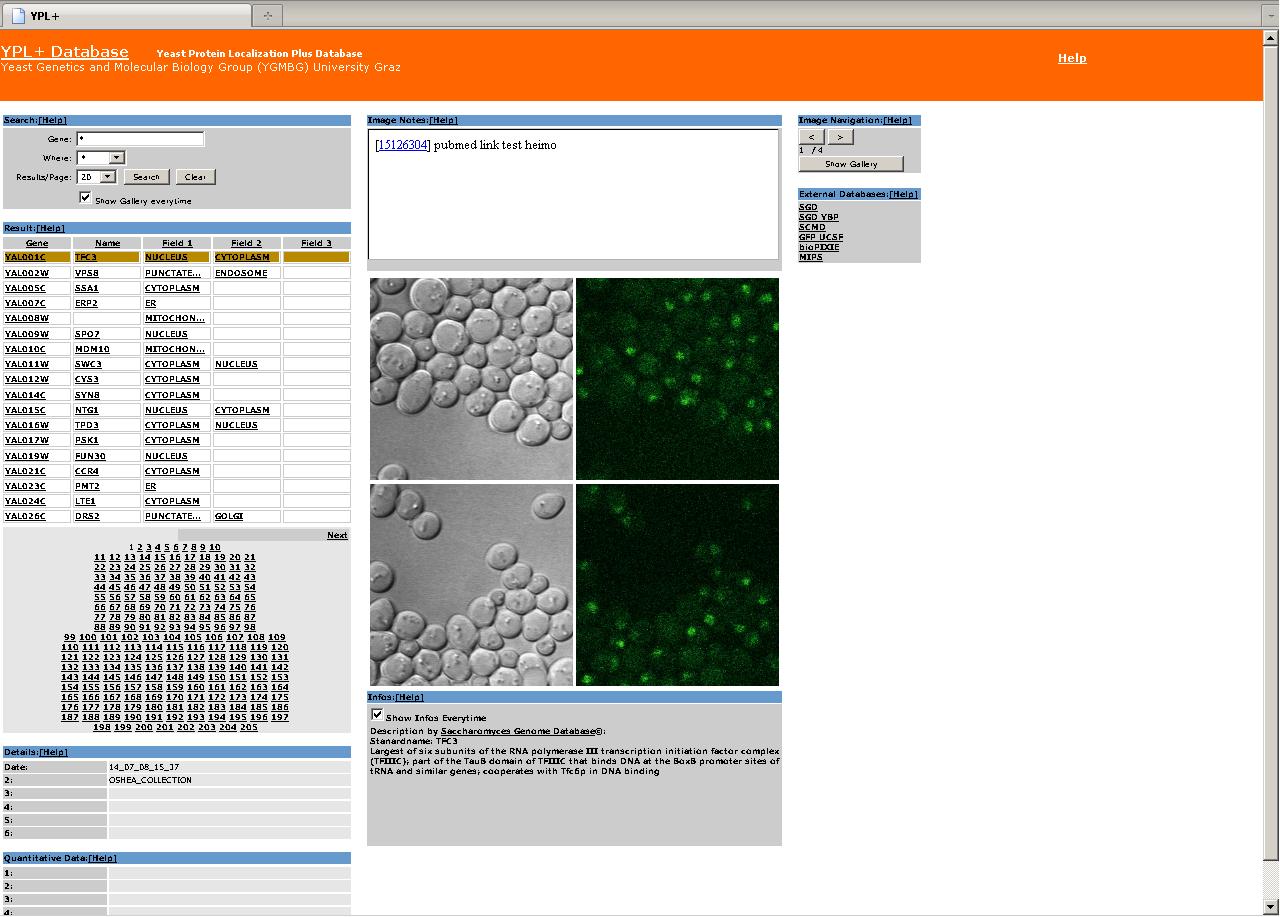 YPL+
YPL+ Database Yeast Protein Localization Plus Database
Yeast Genetics and Molecular Biology Group (YGMBG) University Graz
Help
Search:[Help]
Gene: *
Where: *
Results/Page: 20 Search Clear
Show Gallery everytime
Result:[Help]
Gene Name Field 1 Field 2 Field 3
YAL001C TFC3 NUCLEUS CYTOPLASM
YAL002W VPS8 PUNCTATE... ENDOSOME
YAL005C SSA1 CYTOPLASM
YAL007C ERP2 ER
YAL008W MITOCHON...
YAL009W SPO7 NUCLEUS
YAL010C MDM10 MITOCHON...
YAL011W SWC3 CYTOPLASM NUCLEUS
YAL012W CYS3 CYTOPLASM
YAL014C SYN8 CYTOPLASM
YAL015C NTG1 NUCLEUS CYTOPLASM
YAL016W TPD3 CYTOPLASM NUCLEUS
YAL017W PSK1 CYTOPLASM
YAL019W FUN30 NUCLEUS
YAL021C CCR4 CYTOPLASM
YAL023C PMT2 ER
YAL024C LTE1 CYTOPLASM
YAL026C DRS2 PUNCTATE... GOLGI
Next
1 2 3 4 5 6 7 8 9 10
11 12 13 14 15 16 17 18 19 20 21
22 23 24 25 26 27 28 29 30 31 32
33 34 35 36 37 38 39 40 41 42 43
44 45 46 47 48 49 50 51 52 53 54
55 56 57 58 59 60 61 62 63 64 65
66 67 68 69 70 71 72 73 74 75 76
77 78 79 80 81 82 83 84 85 86 87
88 89 90 91 92 93 94 95 96 97 98
99 100 101 102 103 104 105 106 107 108 109
110 111 112 113 114 115 116 117 118 119 120
121 122 123 124 125 126 127 128 129 130 131
132 133 134 135 136 137 138 139 140 141 142
143 144 145 146 147 148 149 150 151 152 153
154 155 156 157 158 159 160 161 162 163 164
165 166 167 168 169 170 171 172 173 174 175
176 177 178 179 180 181 182 183 184 185 186
187 188 189 190 191 192 193 194 195 196 197
198 199 200 201 202 203 204 205
Details:[Help]
Date: 14_07_08_15_17
2: OSHEA_COLLECTION
3:
4:
5:
6:
Quantitative Data:[Help]
1:
2:
3:
4:
Image Notes:[Help]
[15126304] pubmed link test heimo
Infos:[Help]
Show Infos Everytime
Description by Saccharomyces Genome Database©:
Stanardname: TFC3
Largest of six subunits of the RNA polymerase III transcription initiation factor complex
(TFIIIC); part of the TauB domain of TFIIIC that binds DNA at the BoxB promoter sites of
tRNA and similar genes; cooperates with Tfc6p in DNA binding
Image Navigation:[Help]
< >
1 / 4
Show Gallery
External Databases:[Help]
SGD
SGD YBP
SCMD
GFP UCSF
bioPIXIE
MIPS